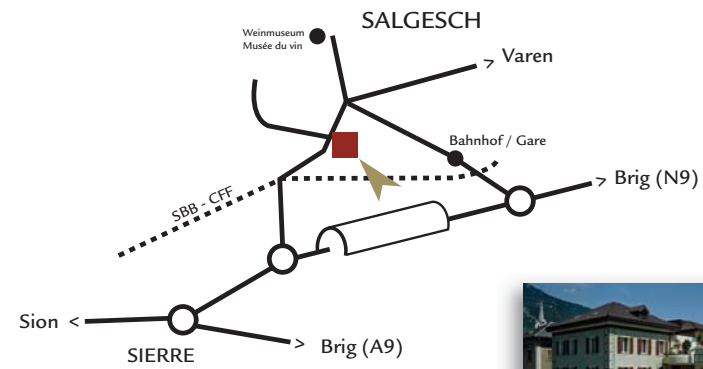 SALGESCH
Weinmuseum
Musée du vin
> Varen
Bahnhof / Gare
> Brig (N9)
SBB - CFF
Sion <
> Brig (A9)
SIERRE